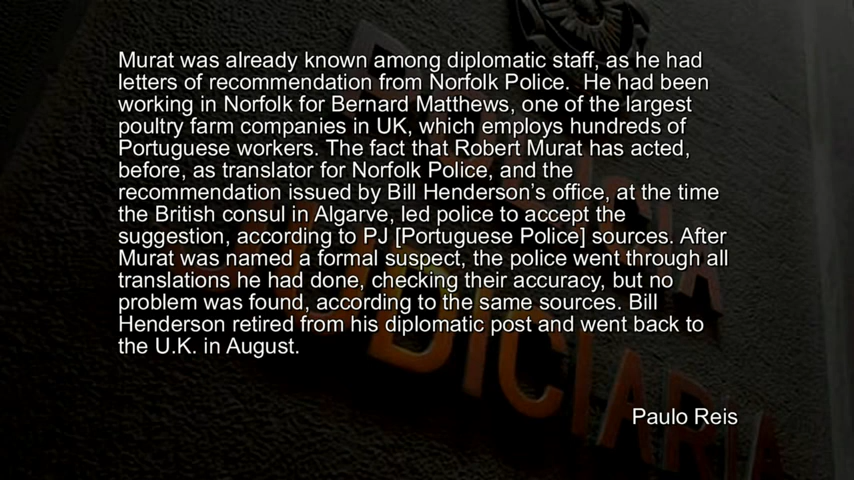 Murat was already known among diplomatic staff, as he had
letters of recommendation from Norfolk Police.  He had been
working in Norfolk for Bernard Matthews, one of the largest
poultry farm companies in UK, which employs hundreds of
Portuguese workers. The fact that Robert Murat has acted,
before, as translator for Norfolk Police, and the
recommendation issued by Bill Henderson's office, at the time
the British consul in Algarve, led police to accept the
suggestion, according to PJ [Portuguese Police] sources. After
Murat was named a formal suspect, the police went through all
translations he had done, checking their accuracy, but no
problem was found, according to the same sources. Bill
Henderson retired from his diplomatic post and went back to
the U.K. in August.
Paulo Reis